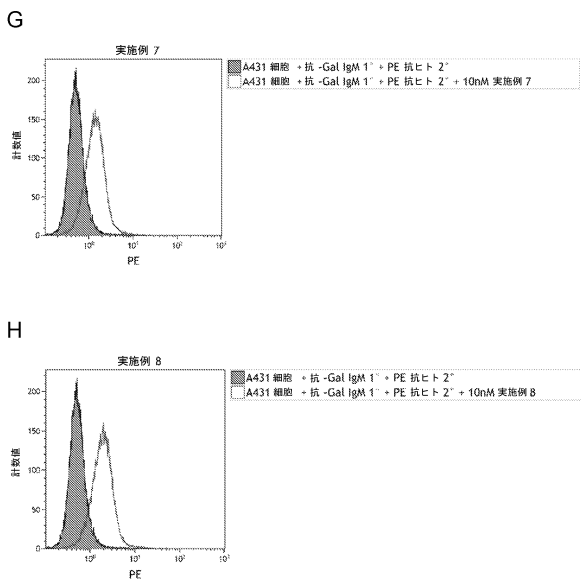 G
実施例 7
A431 細胞 + 抗 -Gal IgM 1° + PE 抗ヒト 2°
A431 細胞 + 抗 -Gal IgM 1° + PE 抗ヒト 2° + 10nM 実施例 7
計数値
200
150
100
50
0
10⁰ 10¹ 10² 10³
PE
H
実施例 8
A431 細胞 + 抗 -Gal IgM 1° + PE 抗ヒト 2°
A431 細胞 + 抗 -Gal IgM 1° + PE 抗ヒト 2° + 10nM 実施例 8
計数値
200
150
100
50
0
10⁰ 10¹ 10² 10³
PE